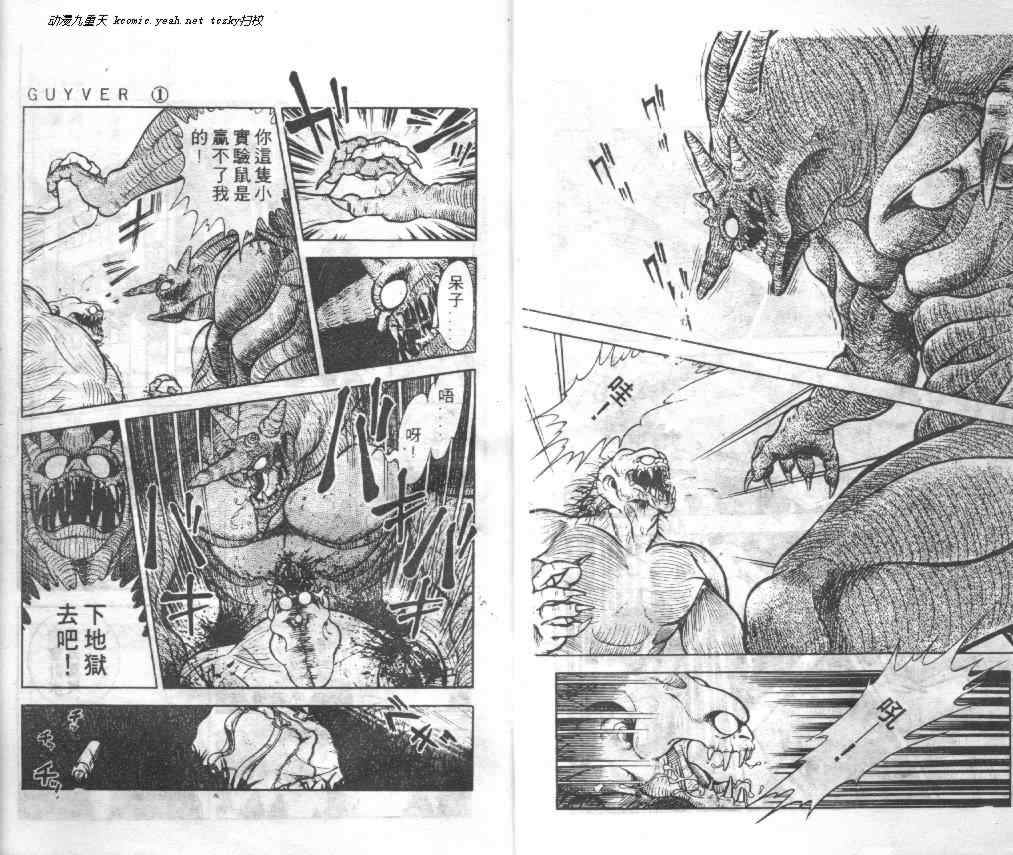 动漫九重天 kcomic.yeah.net tczky扫校
GUYVER ①
哇！
吼！
你這隻小
實驗鼠是
贏不了我
的！
呆子
．．．．
唔
．．．．
呀！
下地獄
去吧！